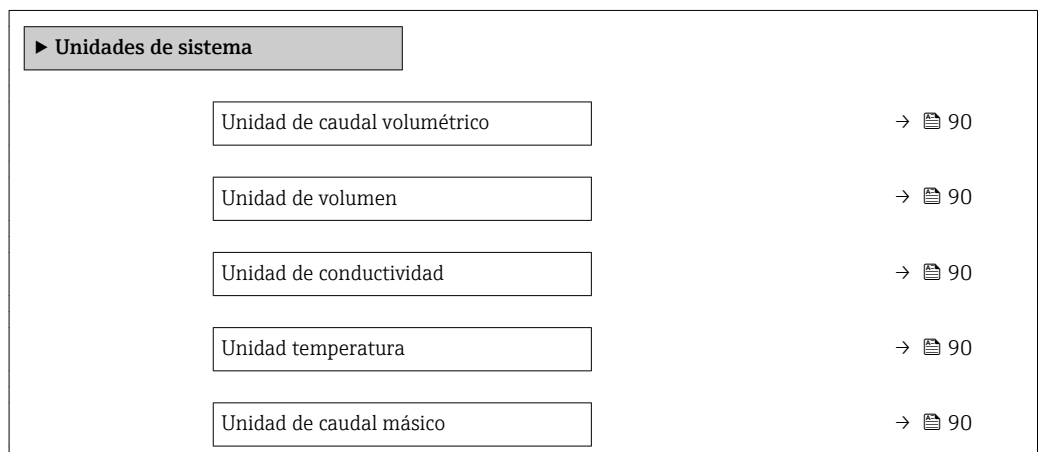 ▶ Unidades de sistema
Unidad de caudal volumétrico → 90
Unidad de volumen → 90
Unidad de conductividad → 90
Unidad temperatura → 90
Unidad de caudal másico → 90